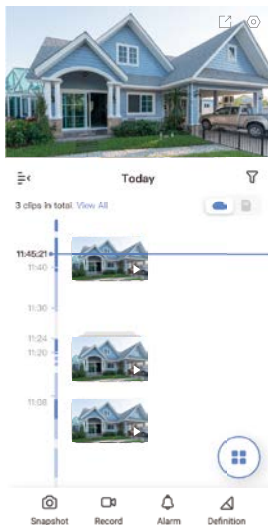 Today
3 clips in total. View All
11:45:21
11:40
11:30
11:24
11:20
11:08
Snapshot Record Alarm Definition